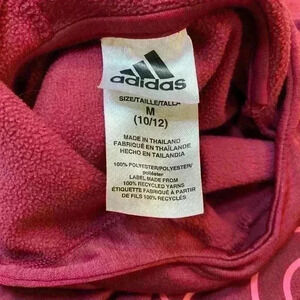 adidas
SIZE/TAILLE/TALLA
M
(10/12)
MADE IN THAILAND
FABRIQUÉ EN THAÏLANDE
HECHO EN TAILANDIA
100% POLYESTER/POLYESTER/
poliéster
LABEL MADE FROM
100% RECYCLED YARNS
ÉTIQUETTE FABRIQUÉE À PARTIR
DE FILS 100% RECYCLÉS